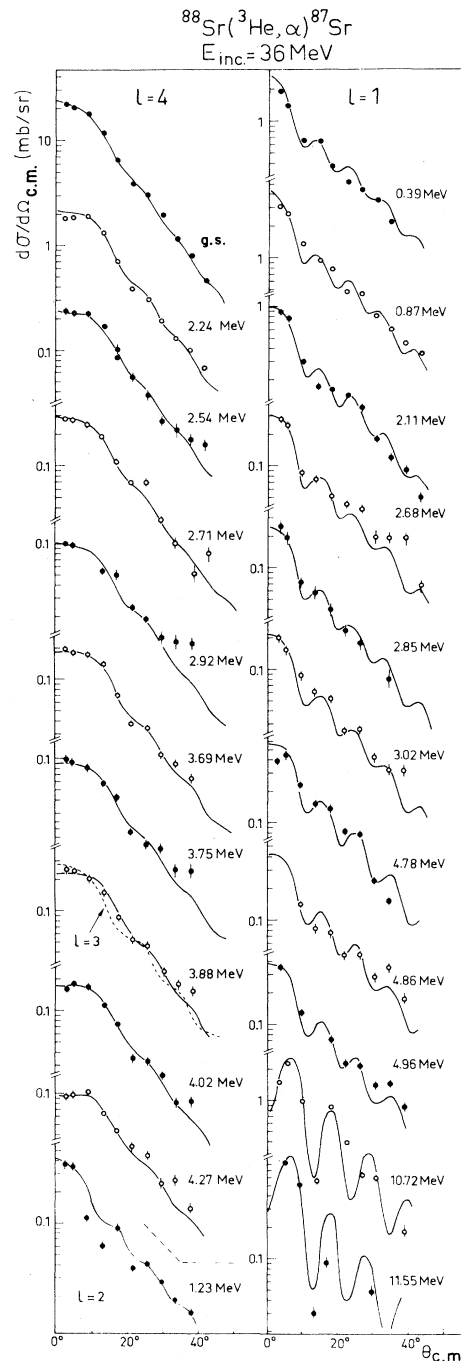 ⁸⁸Sr(³He,α)⁸⁷Sr
E inc.= 36 MeV
dσ/dΩ c.m. (mb/sr)
l=4
10
1
g.s.
2.24 MeV
0.1
2.54 MeV
0.1
2.71 MeV
0.1
2.92 MeV
0.1
3.69 MeV
0.1
3.75 MeV
0.1
l=3
3.88 MeV
4.02 MeV
0.1
4.27 MeV
0.1
1.23 MeV
l=2
0° 20° 40°
l=1
1
0.39 MeV
1
0.87 MeV
1
2.11 MeV
0.1
2.68 MeV
0.1
2.85 MeV
0.1
3.02 MeV
0.1
4.78 MeV
0.1
4.86 MeV
0.1
4.96 MeV
1
10.72 MeV
0.1
11.55 MeV
0° 20° 40°
θc.m